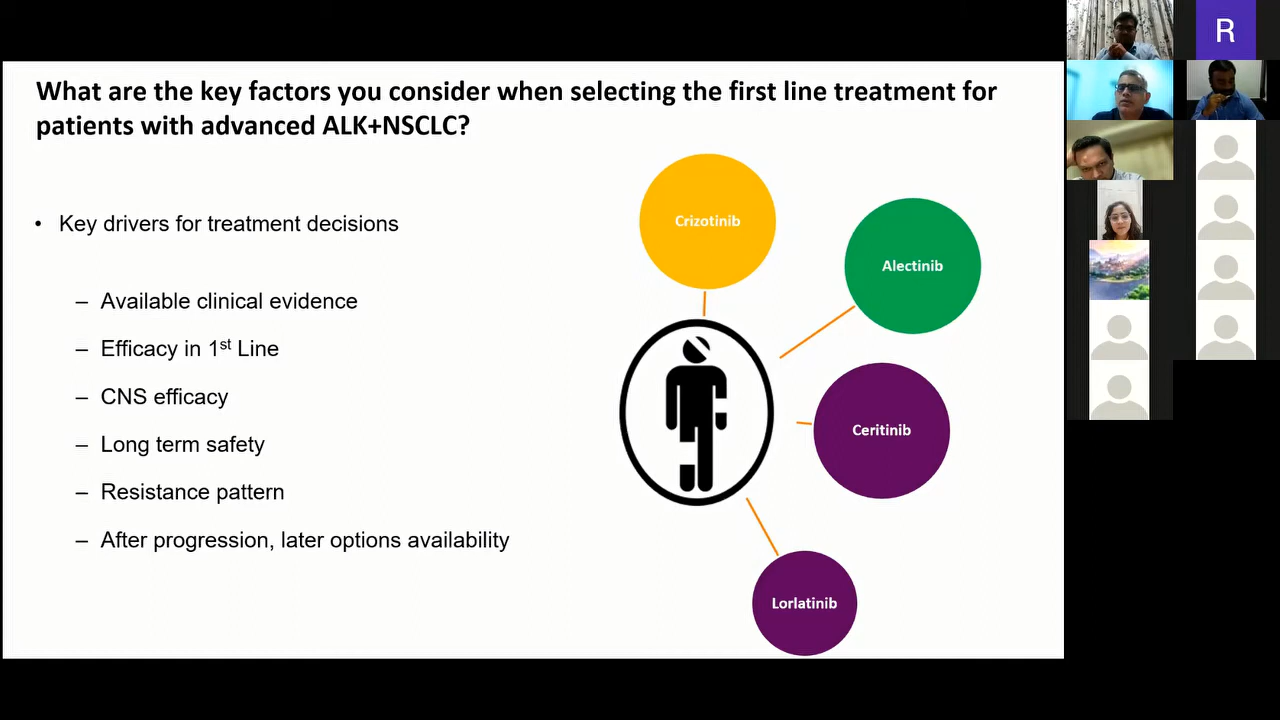 What are the key factors you consider when selecting the first line treatment for
patients with advanced ALK+NSCLC?
• Key drivers for treatment decisions
– Available clinical evidence
– Efficacy in 1st Line
– CNS efficacy
– Long term safety
– Resistance pattern
– After progression, later options availability
Crizotinib
Alectinib
Ceritinib
Lorlatinib
R